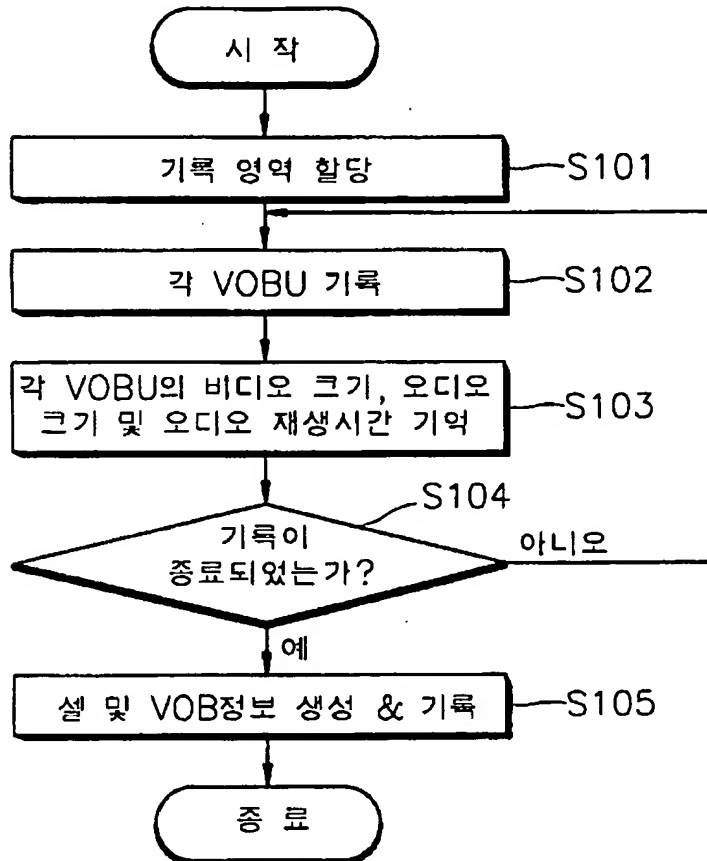 시 작
기록 영역 할당
S101
각 VOBU 기록
S102
각 VOBU의 비디오 크기, 오디오
크기 및 오디오 재생시간 기억
S103
S104
기록이
종료되었는가?
아니오
예
셀 및 VOB정보 생성 & 기록
S105
종 료